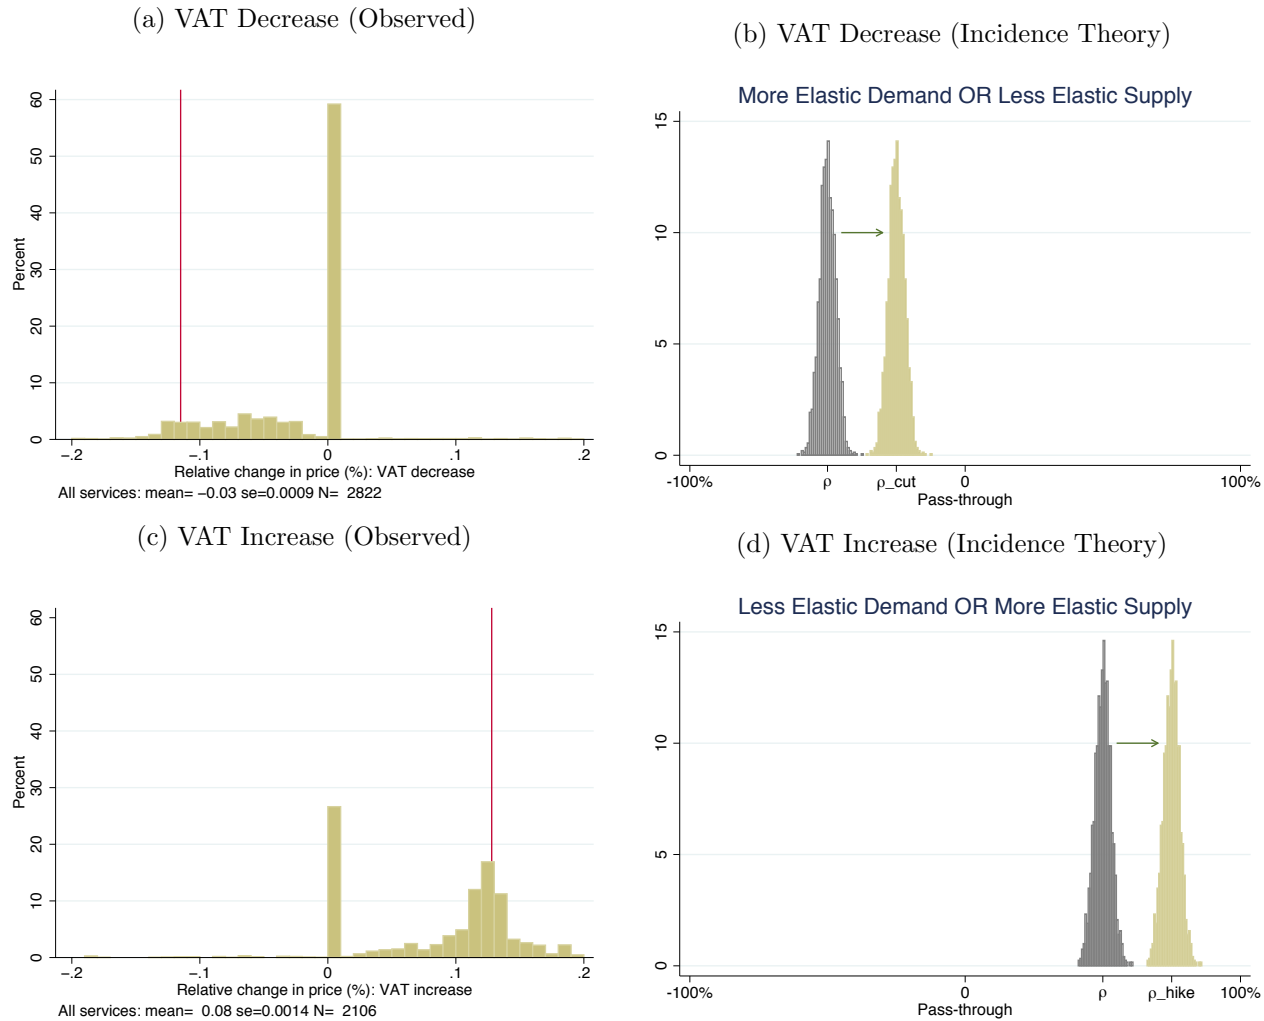 (a) VAT Decrease (Observed)
60
50
40
30
20
10
0
Percent
−.2 −.1 0 .1 .2
Relative change in price (%): VAT decrease
All services: mean= −0.03 se=0.0009 N= 2822
(b) VAT Decrease (Incidence Theory)
More Elastic Demand OR Less Elastic Supply
15
10
5
0
-100% ρ ρ_cut 0 100%
Pass-through
(c) VAT Increase (Observed)
60
50
40
30
20
10
0
Percent
−.2 −.1 0 .1 .2
Relative change in price (%): VAT increase
All services: mean= 0.08 se=0.0014 N= 2106
(d) VAT Increase (Incidence Theory)
Less Elastic Demand OR More Elastic Supply
15
10
5
0
-100% 0 ρ ρ_hike 100%
Pass-through